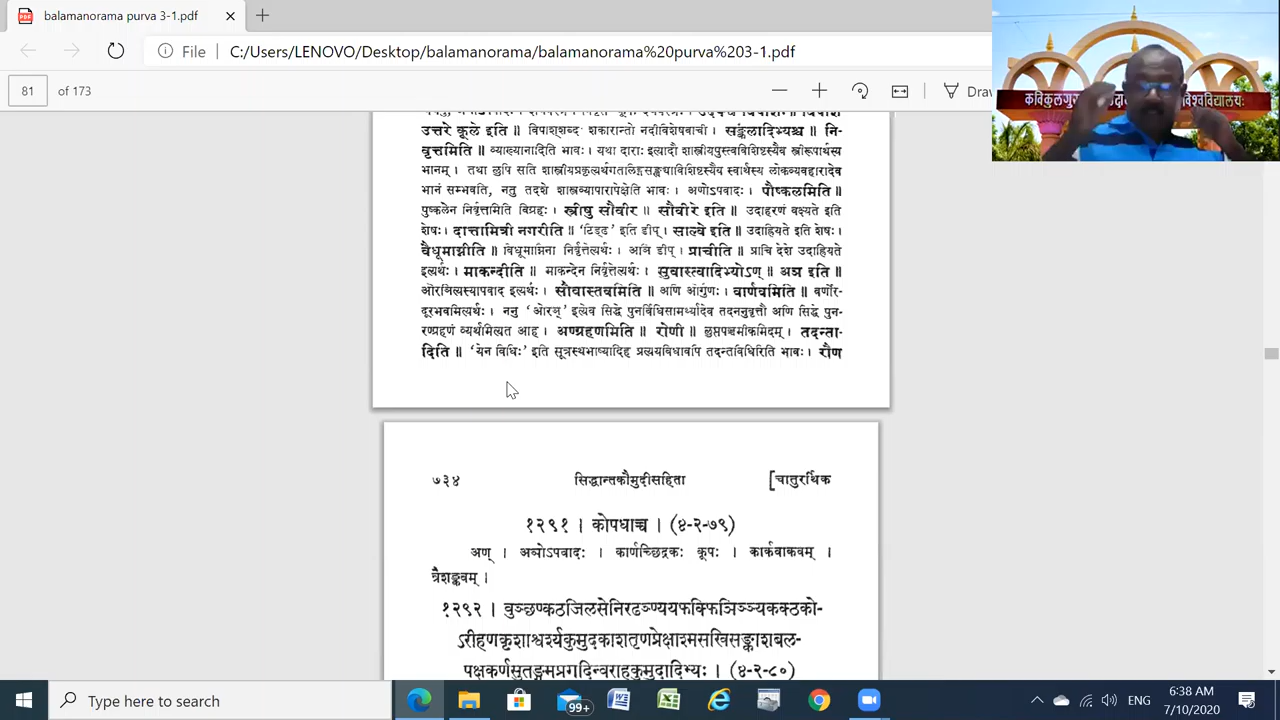 balamanorama purva 3-1.pdf
File
C:/Users/LENOVO/Desktop/balamanorama/balamanorama%20purva%203-1.pdf
81 of 173
Draw
उत्तरे कूले इति ॥ विपाश्शब्दः शकारान्तो नदीविशेषवाची । सङ्कलादिभ्यश्च ॥ नि-
वृत्तमिति ॥ व्याख्यानादिति भावः । यथा दाराः इत्यादौ शास्त्रीयपुंस्त्वविशिष्टस्यैव स्त्रीरूपार्थस्य
भानम् । तथा लुपि सति शास्त्रीयप्रकृत्यर्थगतलिङ्गसङ्ख्याविशिष्टस्यैव स्वार्थस्य लोकव्यवहारादेव
भानं सम्भवति, नतु तदंशे शास्त्रव्यापारापेक्षेति भावः । अणोऽपवादः । पौष्कलमिति ॥
पुष्कलेन निर्वृत्तमिति विग्रहः । स्त्रीषु सौवीर ॥ सौवीरे इति ॥ उदाहरणं वक्ष्यते इति
शेषः । दात्तामित्री नगरीति ॥ ‘टिड्ढ’ इति ङीप् । साल्वे इति ॥ उदाह्रियते इति शेषः ।
वैधूमाग्नीति ॥ विधूमाग्निना निर्वृत्तेत्यर्थः । अञि ङीप् । प्राचीति ॥ प्राचि देशे उदाह्रियते
इत्यर्थः । माकन्दीति ॥ माकन्देन निर्वृत्तेत्यर्थः । सुवास्त्वादिभ्योऽण् ॥ अञ इति ॥
ओरञित्यस्यापवाद इत्यर्थः । सौवास्तवमिति ॥ अणि ओर्गुणः । वार्णवमिति ॥ वर्णोर-
दूरभवमित्यर्थः । ननु ‘ओरञ्’ इत्येव सिद्धे पुनर्विधिसामर्थ्यादेव तदननुवृत्तौ अणि सिद्धे पुन-
रण्ग्रहणं व्यर्थमित्यत आह । अण्ग्रहणमिति ॥ रोणी ॥ लुप्तपञ्चमीकमिदम् । तदन्ता-
दिति ॥ ‘येन विधिः’ इति सूत्रस्थभाष्यादिह प्रत्ययविधावपि तदन्तविधिरिति भावः । रौण
७३४ सिद्धान्तकौमुदीसहिता [चातुरर्थिक
१२९१ । कोपधाच्च । (४-२-७९)
अण् । अञोऽपवादः । कार्णच्छिद्रकः कूपः । कार्कवाकवम् ।
त्रैशङ्कवम् ।
१२९२ । वुञ्छण्कठजिलसेनिरढञ्ण्ययफक्फिञिञ्ञ्यकक्ठको-
ऽरीहणकृशाश्वर्श्यकुमुदकाशतृणप्रेक्षाश्मसखिसङ्काशबल-
पक्षकर्णसुतङ्गमप्रगदिन्वराहकुमुदादिभ्यः । (४-२-८०)
Type here to search
99+
ENG
6:38 AM
7/10/2020